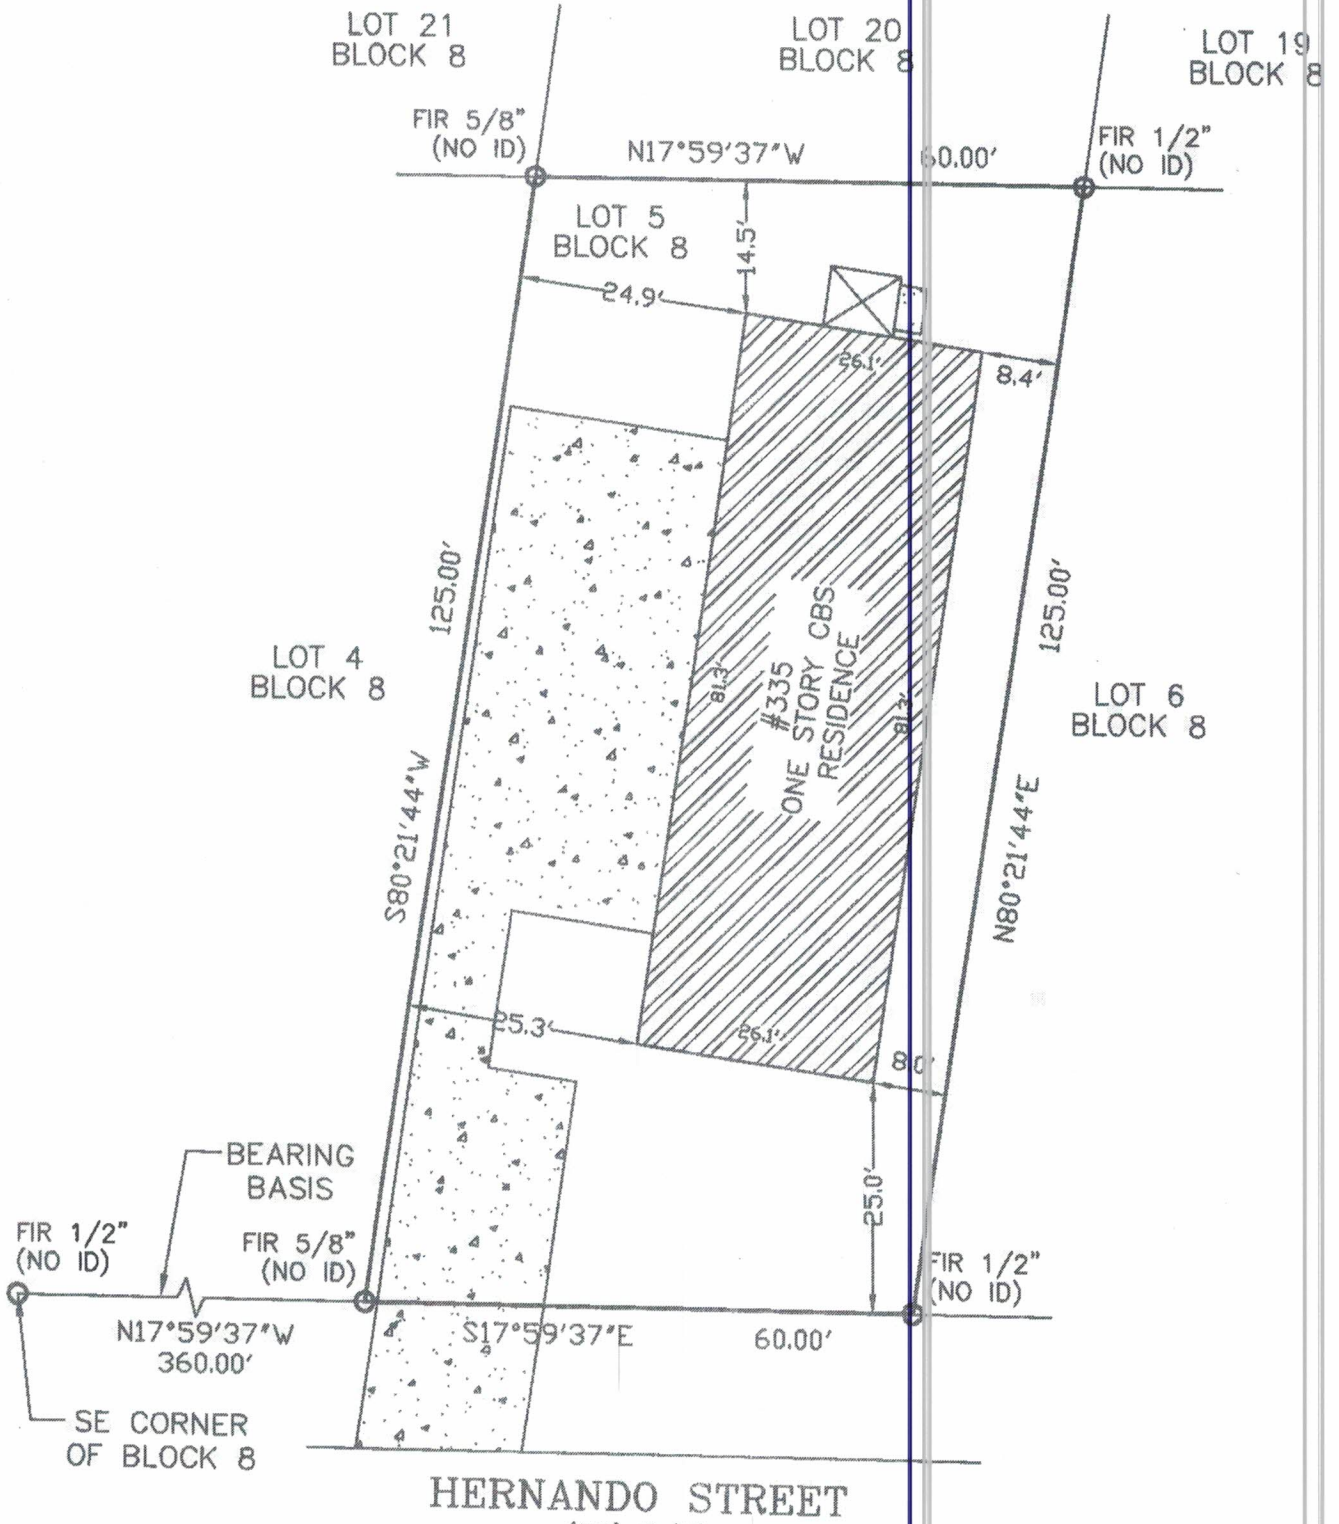 LOT 21
BLOCK 8
LOT 20
BLOCK 8
LOT 19
BLOCK 8
FIR 5/8"
(NO ID)
N17°59'37"W
60.00'
FIR 1/2"
(NO ID)
LOT 5
BLOCK 8
14.5'
24.9'
26.1'
8.4'
125.00'
125.00'
LOT 4
BLOCK 8
81.3'
#335
ONE STORY CBS
RESIDENCE
81.3'
LOT 6
BLOCK 8
S80°21'44"W
N80°21'44"E
25.3'
26.1'
8.0'
BEARING
BASIS
25.0'
FIR 1/2"
(NO ID)
FIR 5/8"
(NO ID)
FIR 1/2"
(NO ID)
N17°59'37"W
360.00'
S17°59'37"E
60.00'
SE CORNER
OF BLOCK 8
HERNANDO STREET